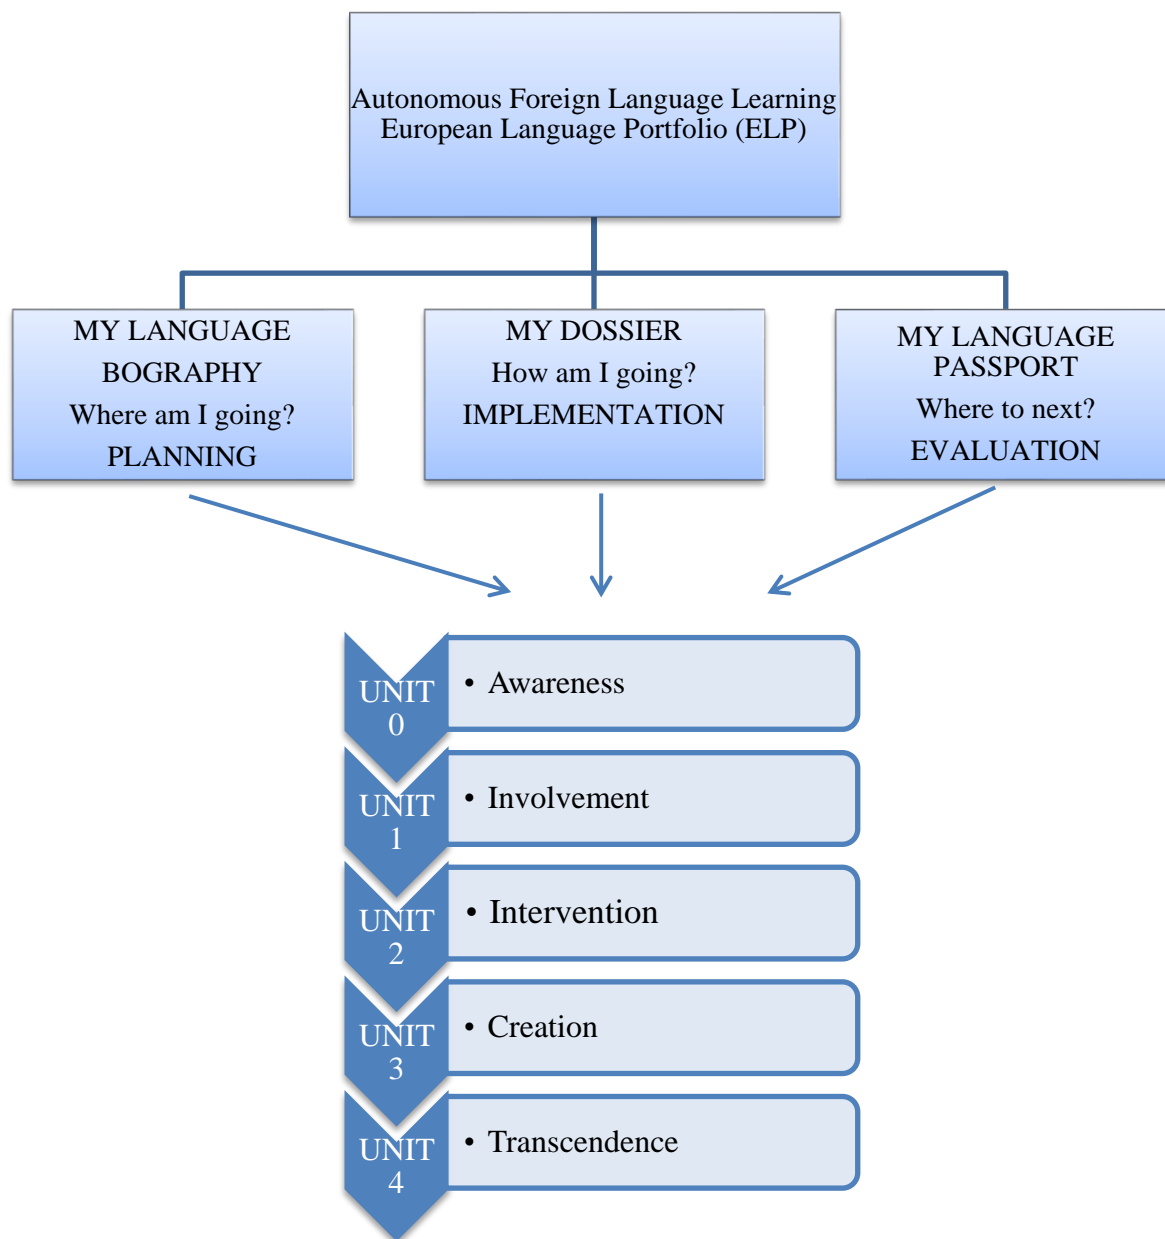 Autonomous Foreign Language Learning
European Language Portfolio (ELP)
MY LANGUAGE
BOGRAPHY
Where am I going?
PLANNING
MY DOSSIER
How am I going?
IMPLEMENTATION
MY LANGUAGE
PASSPORT
Where to next?
EVALUATION
UNIT
0
• Awareness
UNIT
1
• Involvement
UNIT
2
• Intervention
UNIT
3
• Creation
UNIT
4
• Transcendence